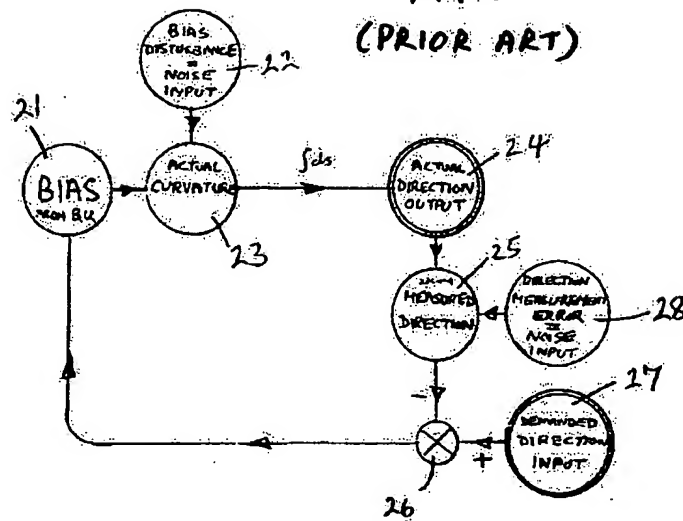 (PRIOR ART)
BIAS
DISTURBANCE
=
NOISE
INPUT
22
21
BIAS
FROM B.U.
ACTUAL
CURVATURE
23
∫ds
ACTUAL
DIRECTION
OUTPUT
24
25
MEASURED
DIRECTION
DIRECTION
MEASUREMENT
ERROR
=
NOISE
INPUT
28
-
26
+
DEMANDED
DIRECTION
INPUT
27